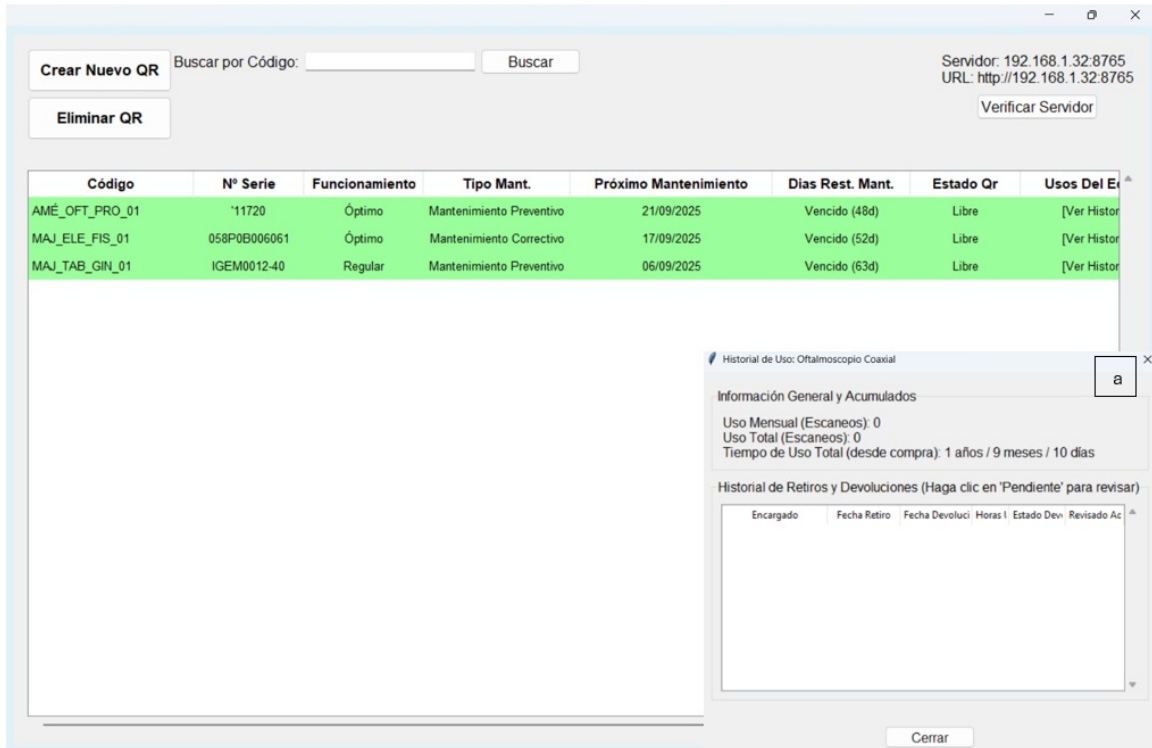 Crear Nuevo QR
Buscar por Código:
Buscar
Servidor: 192.168.1.32:8765
URL: http://192.168.1.32:8765
Eliminar QR
Verificar Servidor
Código Nº Serie Funcionamiento Tipo Mant. Próximo Mantenimiento Dias Rest. Mant. Estado Qr Usos Del E
AMÉ_OFT_PRO_01 '11720 Óptimo Mantenimiento Preventivo 21/09/2025 Vencido (48d) Libre [Ver Histor
MAJ_ELE_FIS_01 058P0B006061 Óptimo Mantenimiento Correctivo 17/09/2025 Vencido (52d) Libre [Ver Histor
MAJ_TAB_GIN_01 IGEM0012-40 Regular Mantenimiento Preventivo 06/09/2025 Vencido (63d) Libre [Ver Histor
Historial de Uso: Oftalmoscopio Coaxial
a
Información General y Acumulados
Uso Mensual (Escaneos): 0
Uso Total (Escaneos): 0
Tiempo de Uso Total (desde compra): 1 años / 9 meses / 10 días
Historial de Retiros y Devoluciones (Haga clic en 'Pendiente' para revisar)
Encargado Fecha Retiro Fecha Devoluci Horas Estado Dev Revisado Ac
Cerrar